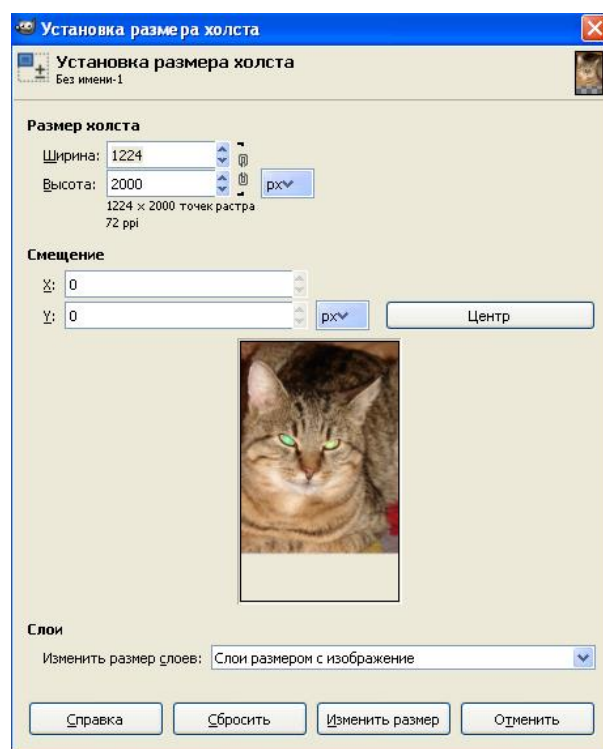 Установка размера холста
Установка размера холста
Без имени-1
Размер холста
Ширина: 1224
Высота: 2000 px
1224 × 2000 точек растра
72 ppi
Смещение
X: 0
Y: 0 px Центр
Слои
Изменить размер слоев: Слои размером с изображение
Справка Сбросить Изменить размер Отменить